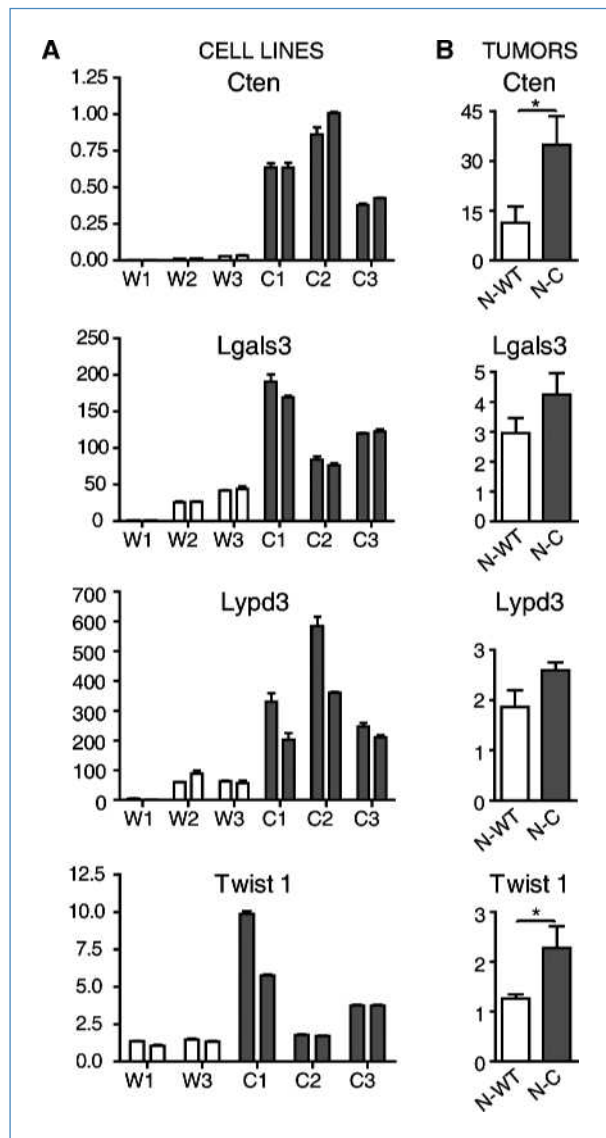 A CELL LINES
Cten
1.25
1.00
0.75
0.50
0.25
0.00
W1 W2 W3 C1 C2 C3
Lgals3
250
200
150
100
50
0
W1 W2 W3 C1 C2 C3
Lypd3
700
600
500
400
300
200
100
0
W1 W2 W3 C1 C2 C3
Twist 1
12.5
10.0
7.5
5.0
2.5
0.0
W1 W3 C1 C2 C3
B TUMORS
Cten
*
45
30
15
0
N-WT N-C
Lgals3
5
4
3
2
1
0
N-WT N-C
Lypd3
3
2
1
0
N-WT N-C
Twist 1
*
3
2
1
0
N-WT N-C